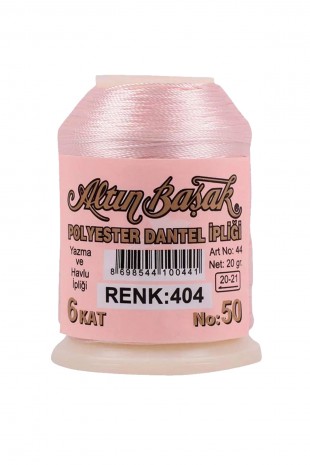 Altın Başak
POLYESTER DANTEL İPLİĞİ
Yazma
ve
Havlu
İpliği
8 698544 100441
Art No: 44
Net: 20 gr.
20-21
RENK:404
6 KAT
No:50